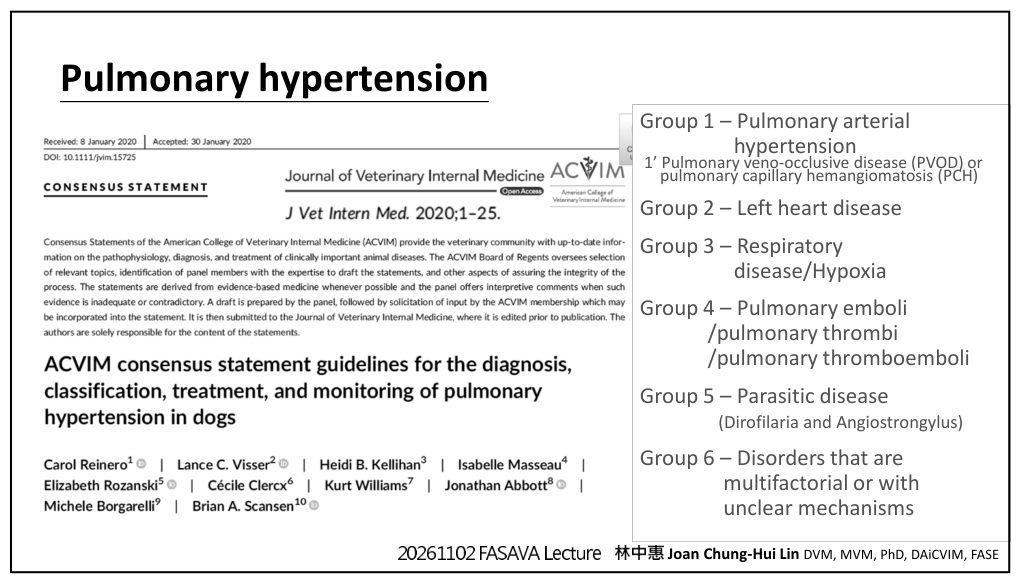 Pulmonary hypertension
Received: 8 January 2020 | Accepted: 30 January 2020
DOI: 10.1111/jvim.15725
CONSENSUS STATEMENT
Journal of Veterinary Internal Medicine
Open Access
ACVIM
American College of
Veterinary Internal Medicine
J Vet Intern Med. 2020;1–25.
Consensus Statements of the American College of Veterinary Internal Medicine (ACVIM) provide the veterinary community with up-to-date infor-
mation on the pathophysiology, diagnosis, and treatment of clinically important animal diseases. The ACVIM Board of Regents oversees selection
of relevant topics, identification of panel members with the expertise to draft the statements, and other aspects of assuring the integrity of the
process. The statements are derived from evidence-based medicine whenever possible and the panel offers interpretive comments when such
evidence is inadequate or contradictory. A draft is prepared by the panel, followed by solicitation of input by the ACVIM membership which may
be incorporated into the statement. It is then submitted to the Journal of Veterinary Internal Medicine, where it is edited prior to publication. The
authors are solely responsible for the content of the statements.
ACVIM consensus statement guidelines for the diagnosis,
classification, treatment, and monitoring of pulmonary
hypertension in dogs
Carol Reinero1 | Lance C. Visser2 | Heidi B. Kellihan3 | Isabelle Masseau4 |
Elizabeth Rozanski5 | Cécile Clercx6 | Kurt Williams7 | Jonathan Abbott8 |
Michele Borgarelli9 | Brian A. Scansen10
Group 1 – Pulmonary arterial
hypertension
1' Pulmonary veno-occlusive disease (PVOD) or
pulmonary capillary hemangiomatosis (PCH)
Group 2 – Left heart disease
Group 3 – Respiratory
disease/Hypoxia
Group 4 – Pulmonary emboli
/pulmonary thrombi
/pulmonary thromboemboli
Group 5 – Parasitic disease
(Dirofilaria and Angiostrongylus)
Group 6 – Disorders that are
multifactorial or with
unclear mechanisms
20261102 FASAVA Lecture 林中惠 Joan Chung-Hui Lin DVM, MVM, PhD, DAiCVIM, FASE